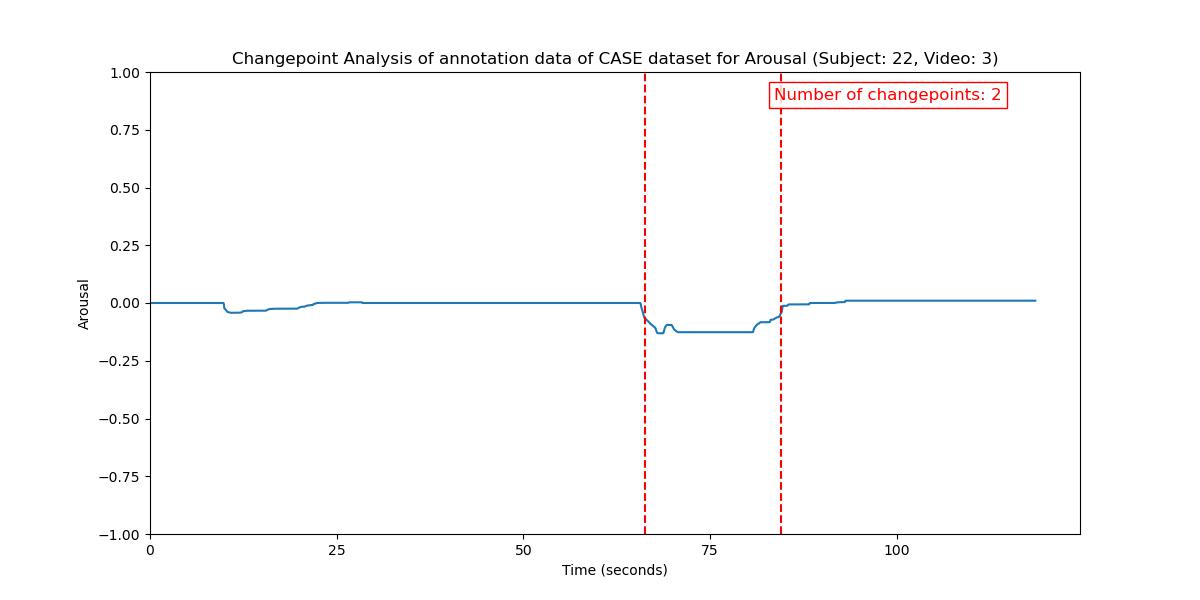 Changepoint Analysis of annotation data of CASE dataset for Arousal (Subject: 22, Video: 3)
Number of changepoints: 2
1.00
0.75
0.50
0.25
0.00
−0.25
−0.50
−0.75
−1.00
Arousal
0 25 50 75 100
Time (seconds)